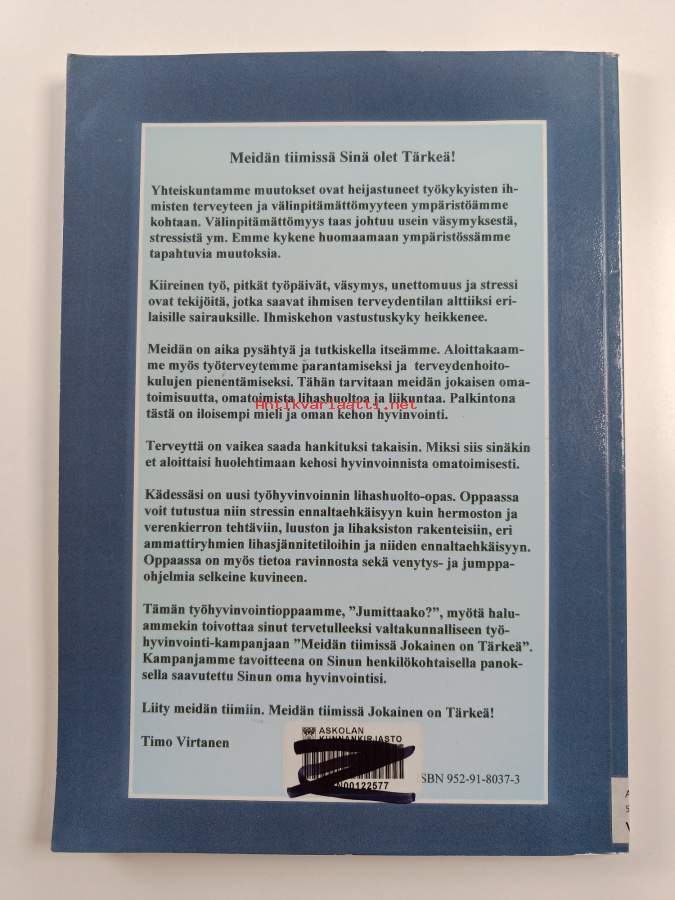 Meidän tiimissä Sinä olet Tärkeä!
Yhteiskuntamme muutokset ovat heijastuneet työkykyisten ih-
misten terveyteen ja välinpitämättömyyteen ympäristöämme
kohtaan. Välinpitämättömyys taas johtuu usein väsymyksestä,
stressistä ym. Emme kykene huomaamaan ympäristössämme
tapahtuvia muutoksia.
Kiireinen työ, pitkät työpäivät, väsymys, unettomuus ja stressi
ovat tekijöitä, jotka saavat ihmisen terveydentilan alttiiksi eri-
laisille sairauksille. Ihmiskehon vastustuskyky heikkenee.
Meidän on aika pysähtyä ja tutkiskella itseämme. Aloittakaam-
me myös työterveytemme parantamiseksi ja terveydenhoito-
kulujen pienentämiseksi. Tähän tarvitaan meidän jokaisen oma-
toimisuutta, omatoimista lihashuoltoa ja liikuntaa. Palkintona
Antikvariaatti.net
tästä on iloisempi mieli ja oman kehon hyvinvointi.
Terveyttä on vaikea saada hankituksi takaisin. Miksi siis sinäkin
et aloittaisi huolehtimaan kehosi hyvinvoinnista omatoimisesti.
Kädessäsi on uusi työhyvinvoinnin lihashuolto-opas. Oppaassa
voit tutustua niin stressin ennaltaehkäisyyn kuin hermoston ja
verenkierron tehtäviin, luuston ja lihaksiston rakenteisiin, eri
ammattiryhmien lihasjännitetiloihin ja niiden ennaltaehkäisyyn.
Oppaassa on myös tietoa ravinnosta sekä venytys- ja jumppa-
ohjelmia selkeine kuvineen.
Tämän työhyvinvointioppaamme, ”Jumittaako?”, myötä halu-
ammekin toivottaa sinut tervetulleeksi valtakunnalliseen työ-
hyvinvointi-kampanjaan ”Meidän tiimissä Jokainen on Tärkeä”.
Kampanjamme tavoitteena on Sinun henkilökohtaisella panok-
sella saavutettu Sinun oma hyvinvointisi.
Liity meidän tiimiin. Meidän tiimissä Jokainen on Tärkeä!
Timo Virtanen
ASKOLAN
KUNNANKIRJASTO
N00122577
SBN 952-91-8037-3